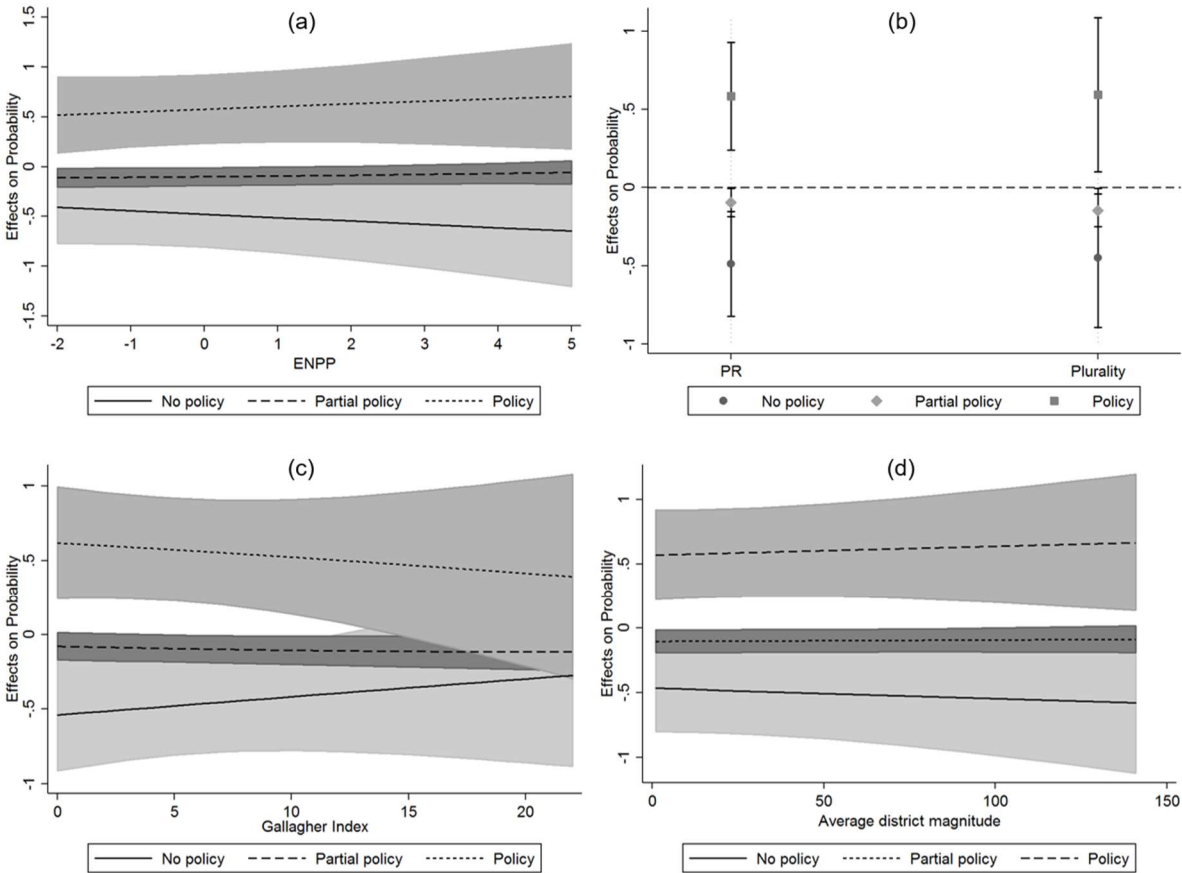 (a)
Effects on Probability
1.5
1
.5
0
-.5
-1
-1.5
-2 -1 0 1 2 3 4 5
ENPP
No policy Partial policy Policy
(b)
Effects on Probability
1
.5
0
-.5
-1
PR Plurality
No policy Partial policy Policy
(c)
Effects on Probability
1
.5
0
-.5
-1
0 5 10 15 20
Gallagher Index
No policy Partial policy Policy
(d)
Effects on Probability
1
.5
0
-.5
-1
0 50 100 150
Average district magnitude
No policy Partial policy Policy